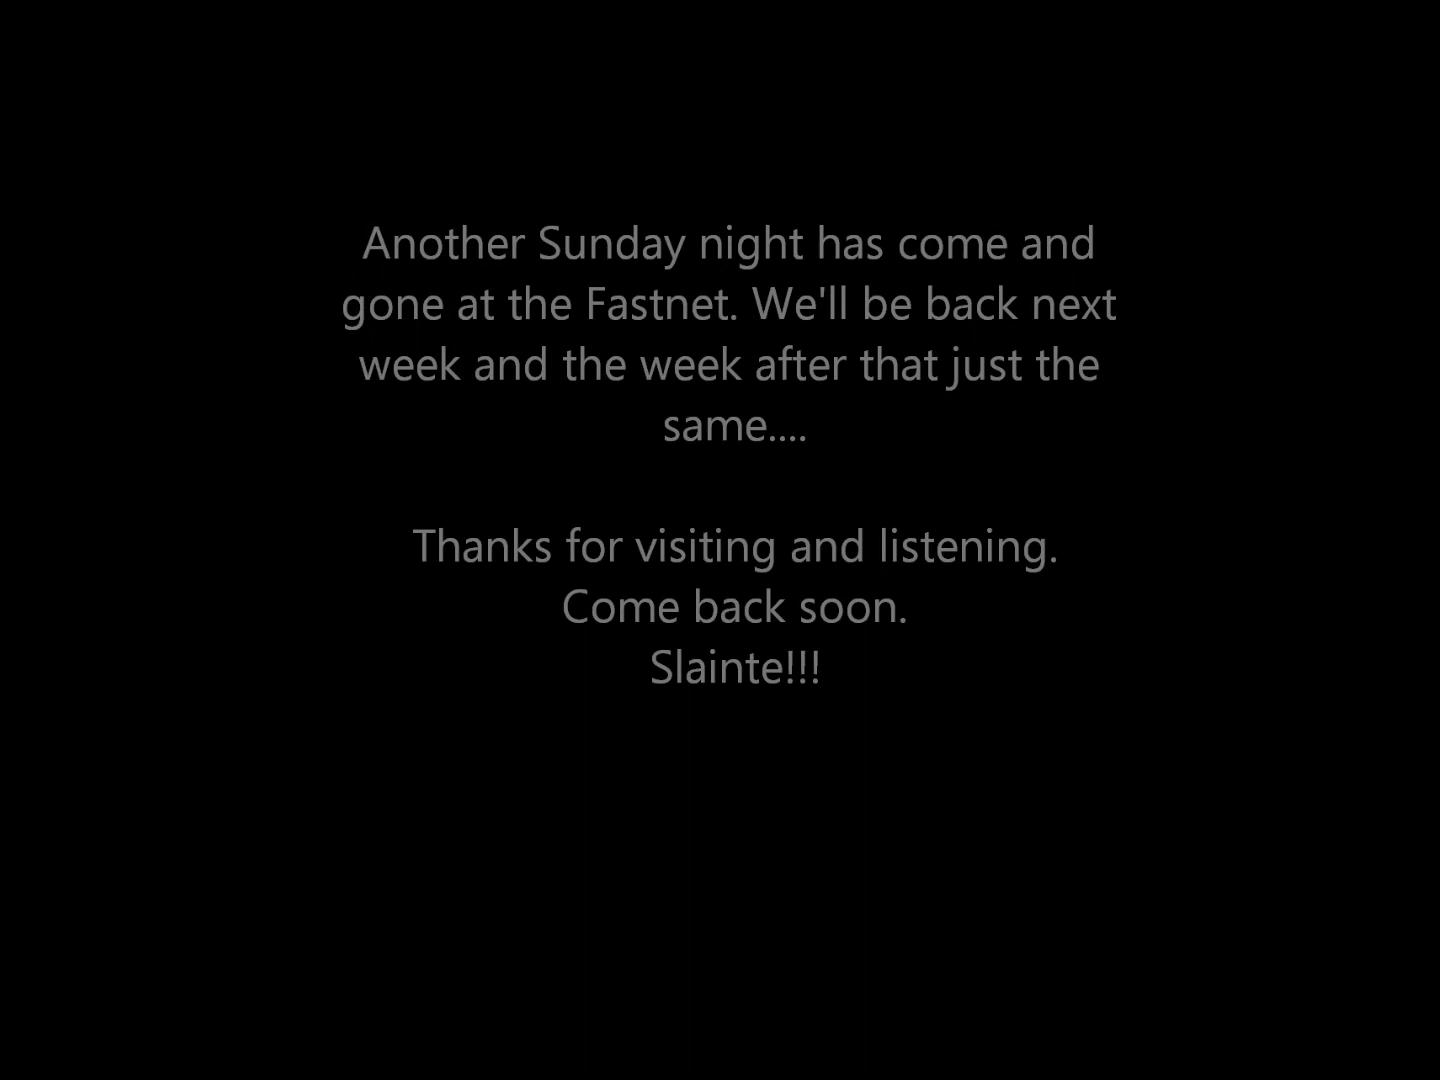 Another Sunday night has come and
gone at the Fastnet. We'll be back next
week and the week after that just the
same....
Thanks for visiting and listening.
Come back soon.
Slainte!!!